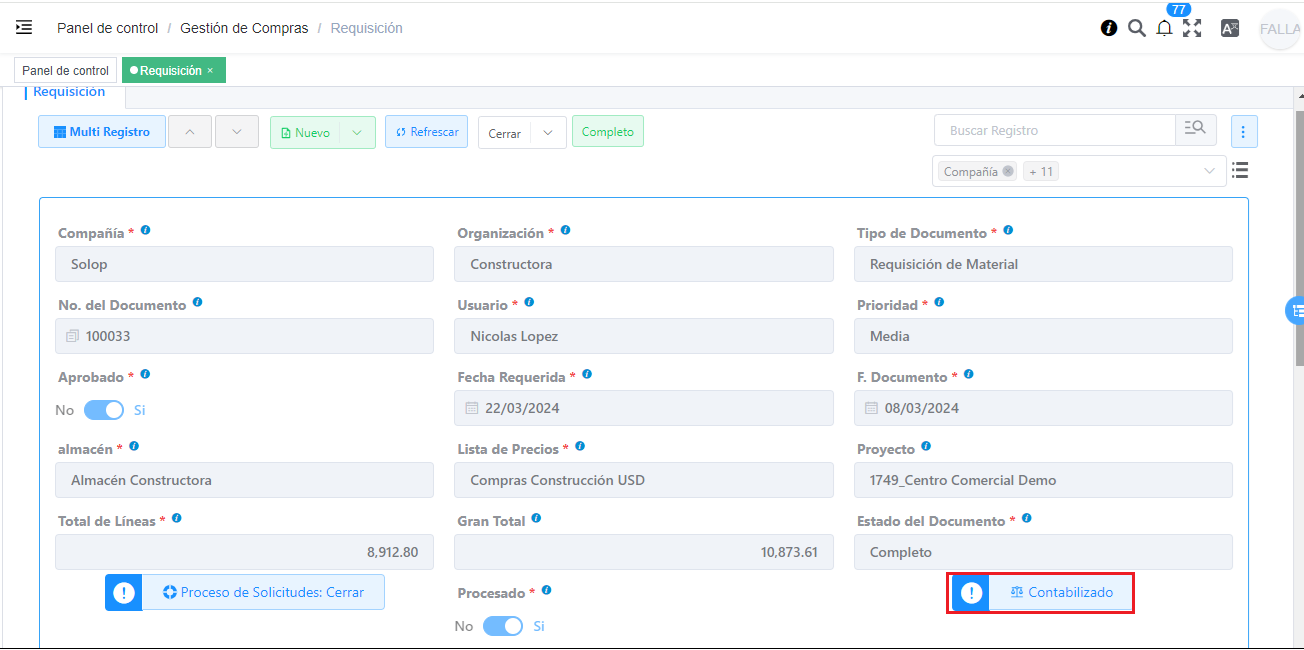 77
Panel de control / Gestión de Compras / Requisición
FALLA
Panel de control
Requisición ×
Requisición
Multi Registro
Nuevo
Refrescar
Cerrar
Completo
Buscar Registro
Compañía
+ 11
Compañía *
Organización *
Tipo de Documento *
Solop
Constructora
Requisición de Material
No. del Documento
Usuario *
Prioridad *
100033
Nicolas Lopez
Media
Aprobado *
Fecha Requerida *
F. Documento *
No
Si
22/03/2024
08/03/2024
almacén *
Lista de Precios *
Proyecto
Almacén Constructora
Compras Construcción USD
1749_Centro Comercial Demo
Total de Líneas *
Gran Total
Estado del Documento *
8,912.80
10,873.61
Completo
Proceso de Solicitudes: Cerrar
Procesado *
Contabilizado
No
Si